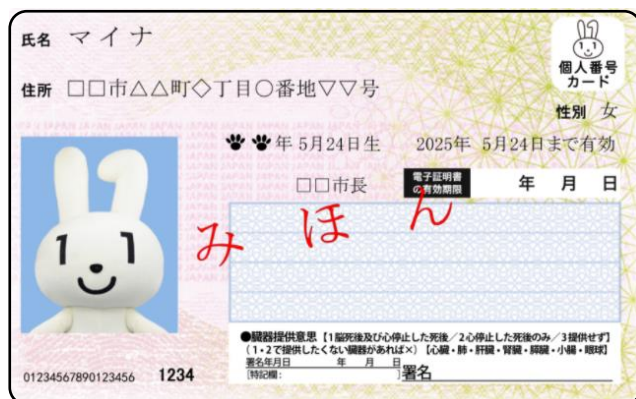 氏名 マイナ
個人番号
カード
住所 □□市△△町◇丁目○番地▽▽号
性別 女
年 5月24日生 2025年 5月24日まで有効
□□市長 電子証明書の有効期限 年 月 日
みほん
●臓器提供意思【1脳死後及び心停止した死後／2心停止した死後のみ／3提供せず】
（1・2で提供したくない臓器があれば×）【心臓・肺・肝臓・腎臓・膵臓・小腸・眼球】
署名年月日 年 月 日
［特記欄： ］署名
01234567890123456 1234